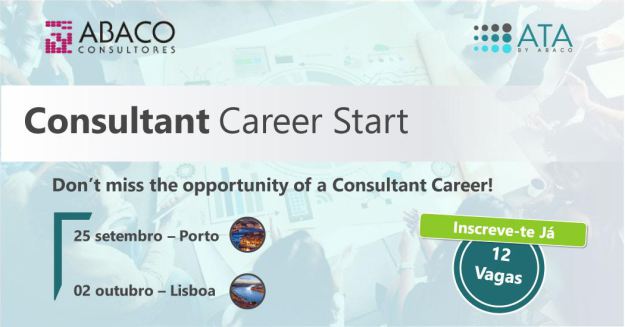 ABACO
CONSULTORES
ATA
BY ABACO
Consultant Career Start
Don’t miss the opportunity of a Consultant Career!
25 setembro – Porto
02 outubro – Lisboa
Inscreve-te Já
12
Vagas